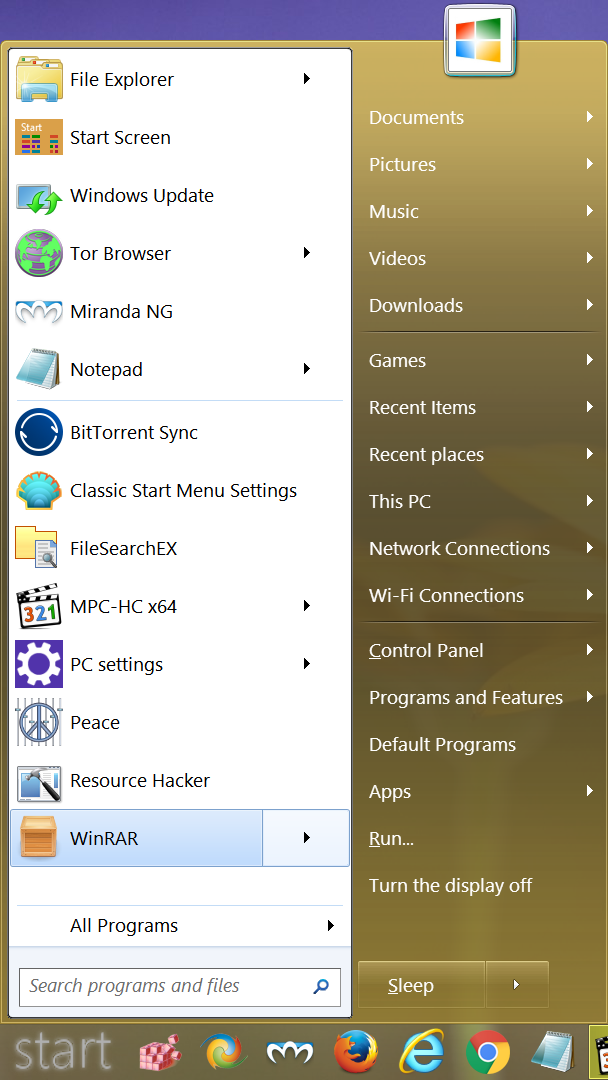 File Explorer
Start
Start Screen
Windows Update
Tor Browser
Miranda NG
Notepad
BitTorrent Sync
Classic Start Menu Settings
FileSearchEX
321
MPC-HC x64
PC settings
Peace
Resource Hacker
WinRAR
All Programs
Search programs and files
Documents
Pictures
Music
Videos
Downloads
Games
Recent Items
Recent places
This PC
Network Connections
Wi-Fi Connections
Control Panel
Programs and Features
Default Programs
Apps
Run...
Turn the display off
Sleep
start